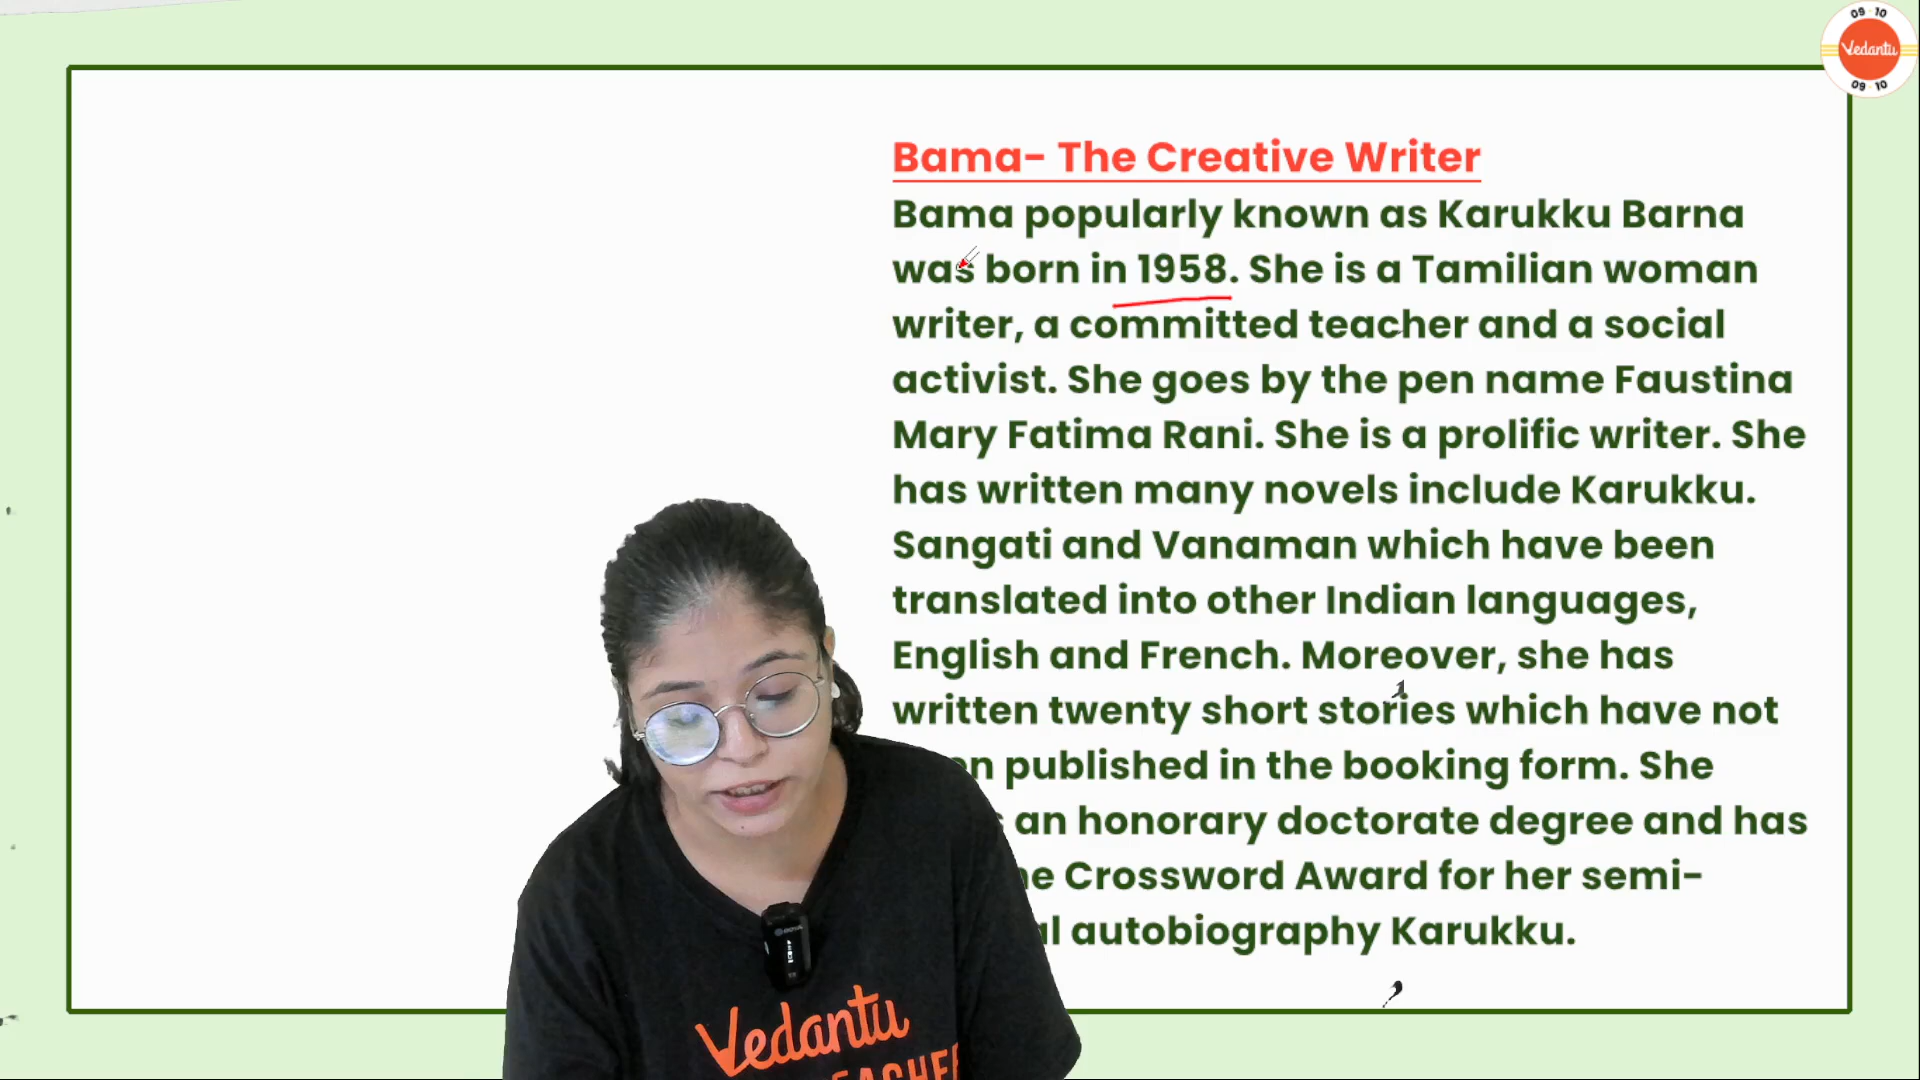 09 10
Vedantu
09 10
Bama- The Creative Writer
Bama popularly known as Karukku Barna
was born in 1958. She is a Tamilian woman
writer, a committed teacher and a social
activist. She goes by the pen name Faustina
Mary Fatima Rani. She is a prolific writer. She
has written many novels include Karukku.
Sangati and Vanaman which have been
translated into other Indian languages,
English and French. Moreover, she has
written twenty short stories which have not
published in the booking form. She
an honorary doctorate degree and has
Crossword Award for her semi-
autobiography Karukku.
Vedantu